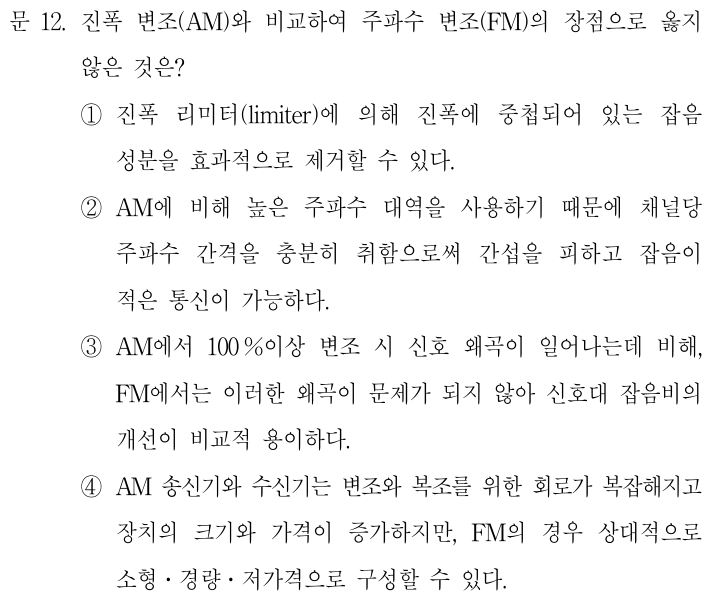 문 12. 진폭 변조(AM)와 비교하여 주파수 변조(FM)의 장점으로 옳지
않은 것은?
① 진폭 리미터(limiter)에 의해 진폭에 중첩되어 있는 잡음
성분을 효과적으로 제거할 수 있다.
② AM에 비해 높은 주파수 대역을 사용하기 때문에 채널당
주파수 간격을 충분히 취함으로써 간섭을 피하고 잡음이
적은 통신이 가능하다.
③ AM에서 100%이상 변조 시 신호 왜곡이 일어나는데 비해,
FM에서는 이러한 왜곡이 문제가 되지 않아 신호대 잡음비의
개선이 비교적 용이하다.
④ AM 송신기와 수신기는 변조와 복조를 위한 회로가 복잡해지고
장치의 크기와 가격이 증가하지만, FM의 경우 상대적으로
소형·경량·저가격으로 구성할 수 있다.